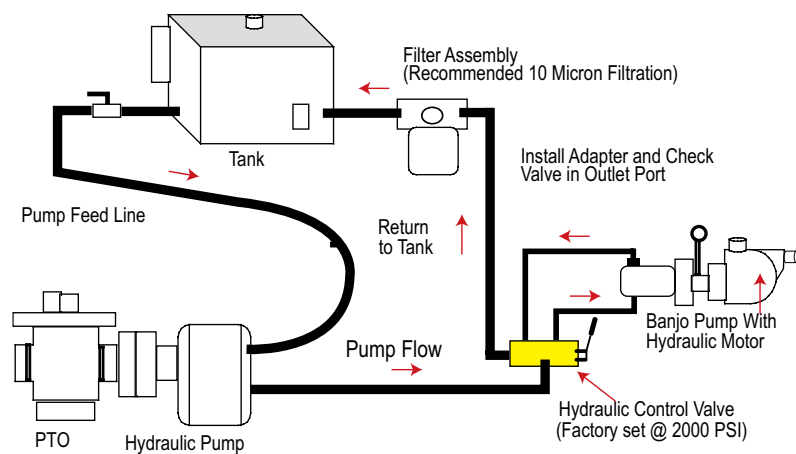 Filter Assembly
(Recommended 10 Micron Filtration)
Tank
Install Adapter and Check
Valve in Outlet Port
Pump Feed Line
Return
to Tank
Banjo Pump With
Hydraulic Motor
Pump Flow
Hydraulic Control Valve
(Factory set @ 2000 PSI)
PTO
Hydraulic Pump